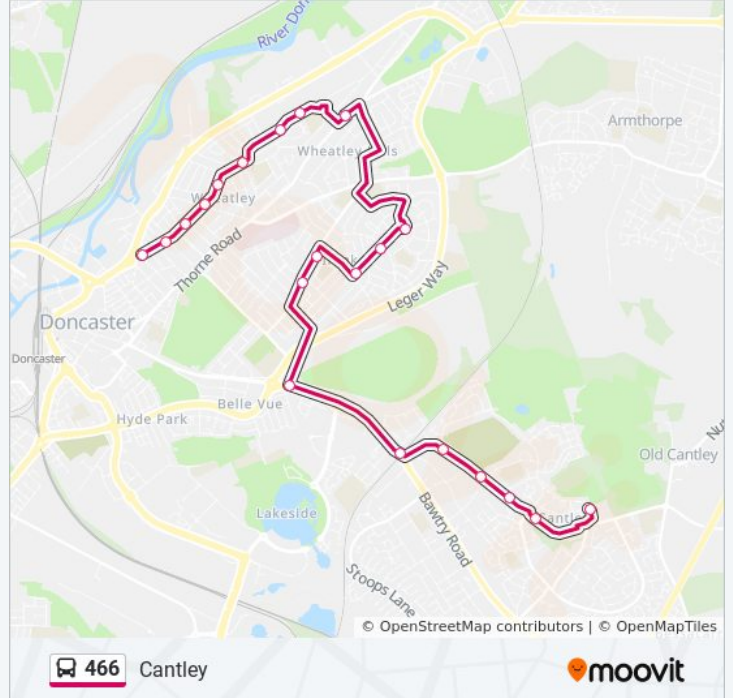 River Don
Armthorpe
Wheatley Hills
Wheatley
Thorne Road
Leger Way
Doncaster
Doncaster
Belle Vue
Hyde Park
Old Cantley
Lakeside
Bawtry Road
Cantley
Stoops Lane
© OpenStreetMap contributors | © OpenMapTiles
466 Cantley
moovit